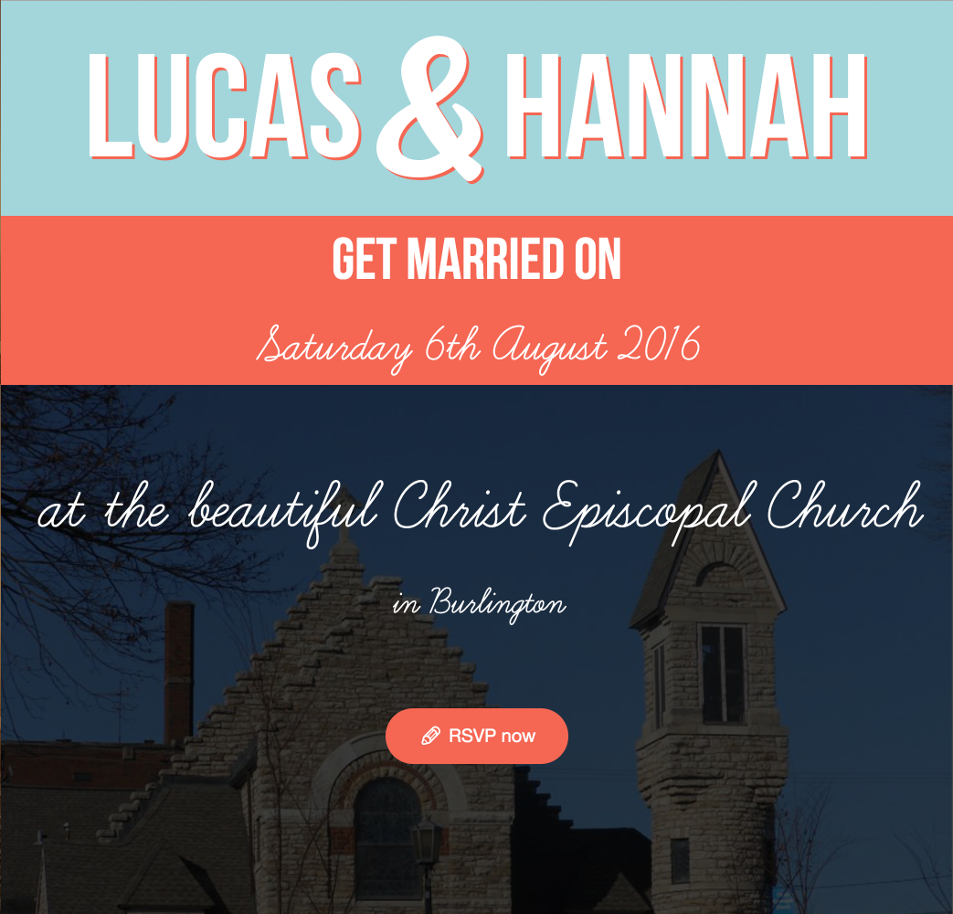 LUCAS & HANNAH
GET MARRIED ON
Saturday 6th August 2016
at the beautiful Christ Episcopal Church
in Burlington
RSVP now